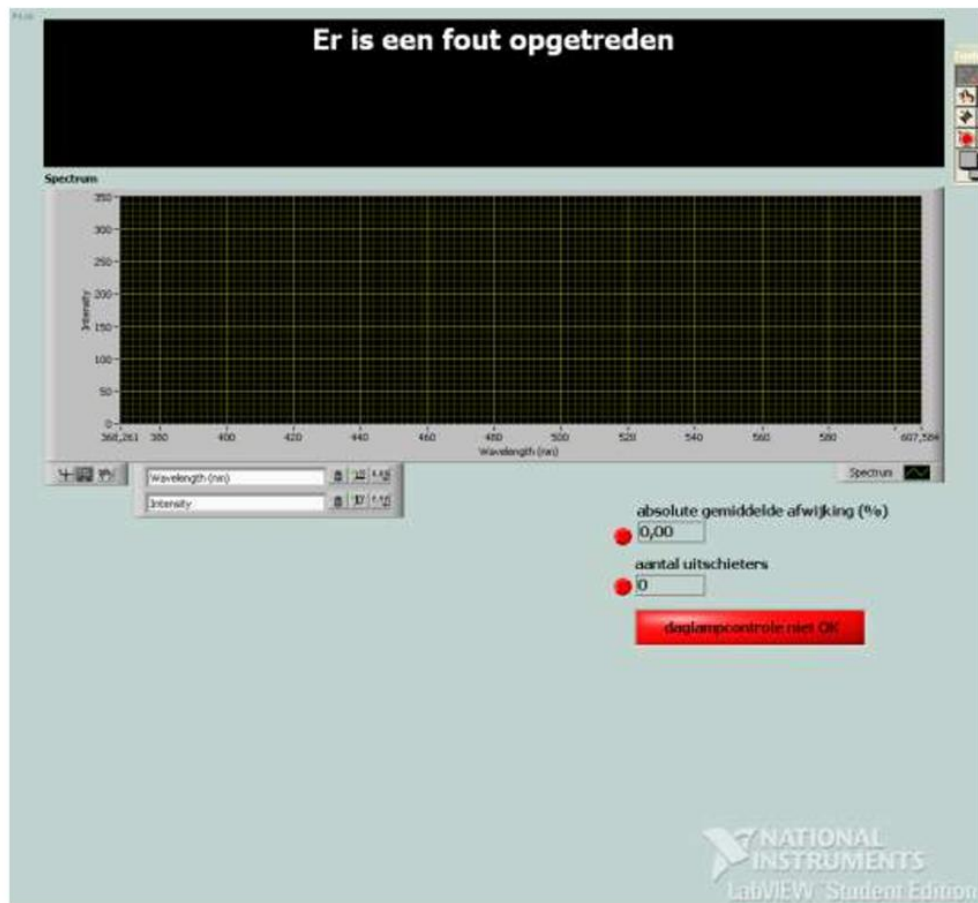 Er is een fout opgetreden
Spectrum
Intensity
350
300
250
200
150
100
50
0
368,261 380 400 420 440 460 480 500 520 540 560 580 607,584
Wavelength (nm)
Wavelength (nm)
Intensity
Spectrum
absolute gemiddelde afwijking (%)
0,00
aantal uitschieters
0
daglampcontrole niet OK
NATIONAL
INSTRUMENTS
LabVIEW Student Edition